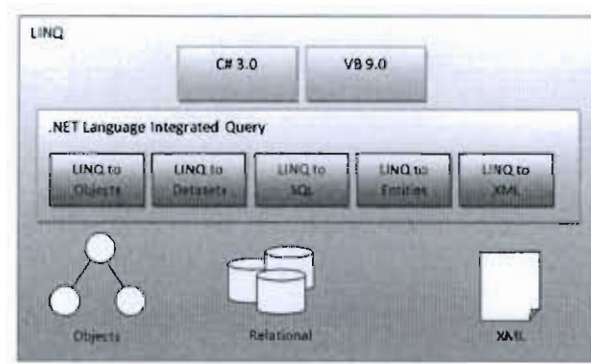 LINQ
C# 3.0 VB 9.0
.NET Language Integrated Query
LINQ to LINQ to LINQ to LINQ to LINQ to
Objects Datasets SQL Entities XML
Objects Relational XML